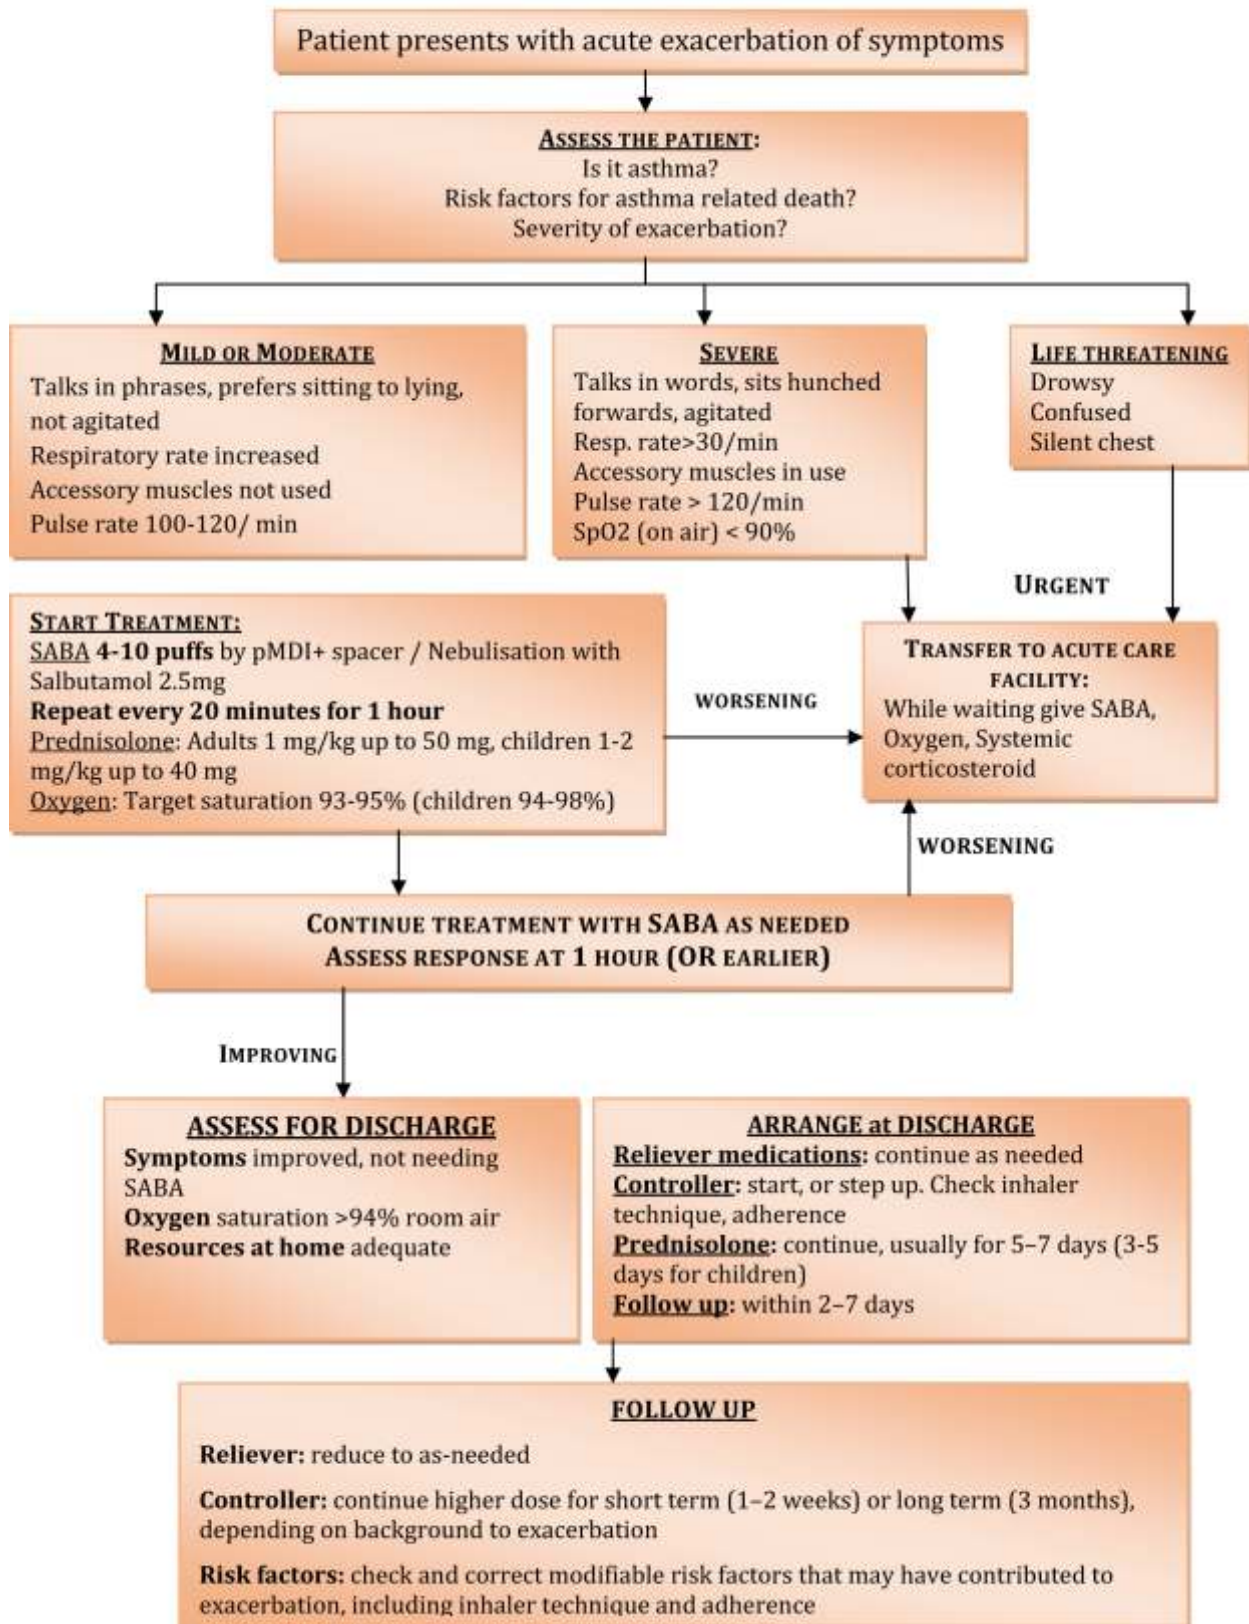 Patient presents with acute exacerbation of symptoms
ASSESS THE PATIENT:
Is it asthma?
Risk factors for asthma related death?
Severity of exacerbation?
MILD OR MODERATE
Talks in phrases, prefers sitting to lying,
not agitated
Respiratory rate increased
Accessory muscles not used
Pulse rate 100-120/ min
SEVERE
Talks in words, sits hunched
forwards, agitated
Resp. rate>30/min
Accessory muscles in use
Pulse rate > 120/min
SpO2 (on air) < 90%
LIFE THREATENING
Drowsy
Confused
Silent chest
URGENT
START TREATMENT:
SABA 4-10 puffs by pMDI+ spacer / Nebulisation with
Salbutamol 2.5mg
Repeat every 20 minutes for 1 hour
Prednisolone: Adults 1 mg/kg up to 50 mg, children 1-2
mg/kg up to 40 mg
Oxygen: Target saturation 93-95% (children 94-98%)
WORSENING
TRANSFER TO ACUTE CARE
FACILITY:
While waiting give SABA,
Oxygen, Systemic
corticosteroid
WORSENING
CONTINUE TREATMENT WITH SABA AS NEEDED
ASSESS RESPONSE AT 1 HOUR (OR EARLIER)
IMPROVING
ASSESS FOR DISCHARGE
Symptoms improved, not needing
SABA
Oxygen saturation >94% room air
Resources at home adequate
ARRANGE at DISCHARGE
Reliever medications: continue as needed
Controller: start, or step up. Check inhaler
technique, adherence
Prednisolone: continue, usually for 5–7 days (3-5
days for children)
Follow up: within 2–7 days
FOLLOW UP
Reliever: reduce to as-needed
Controller: continue higher dose for short term (1–2 weeks) or long term (3 months),
depending on background to exacerbation
Risk factors: check and correct modifiable risk factors that may have contributed to
exacerbation, including inhaler technique and adherence